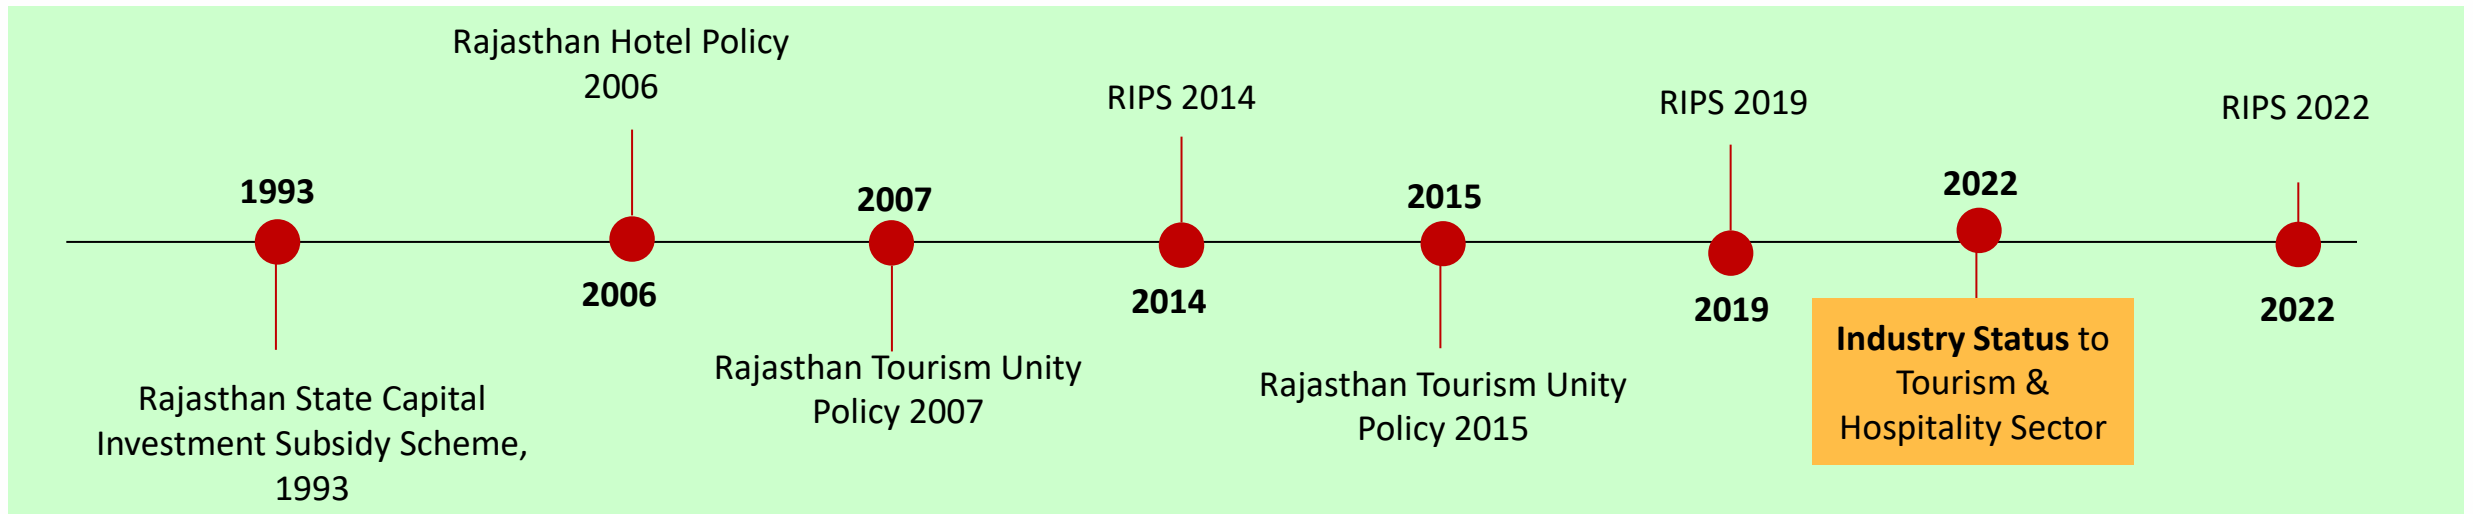 1993
Rajasthan State Capital
Investment Subsidy Scheme,
1993
Rajasthan Hotel Policy
2006
2006
2007
Rajasthan Tourism Unity
Policy 2007
RIPS 2014
2014
2015
Rajasthan Tourism Unity
Policy 2015
RIPS 2019
2019
2022
Industry Status to
Tourism &
Hospitality Sector
RIPS 2022
2022